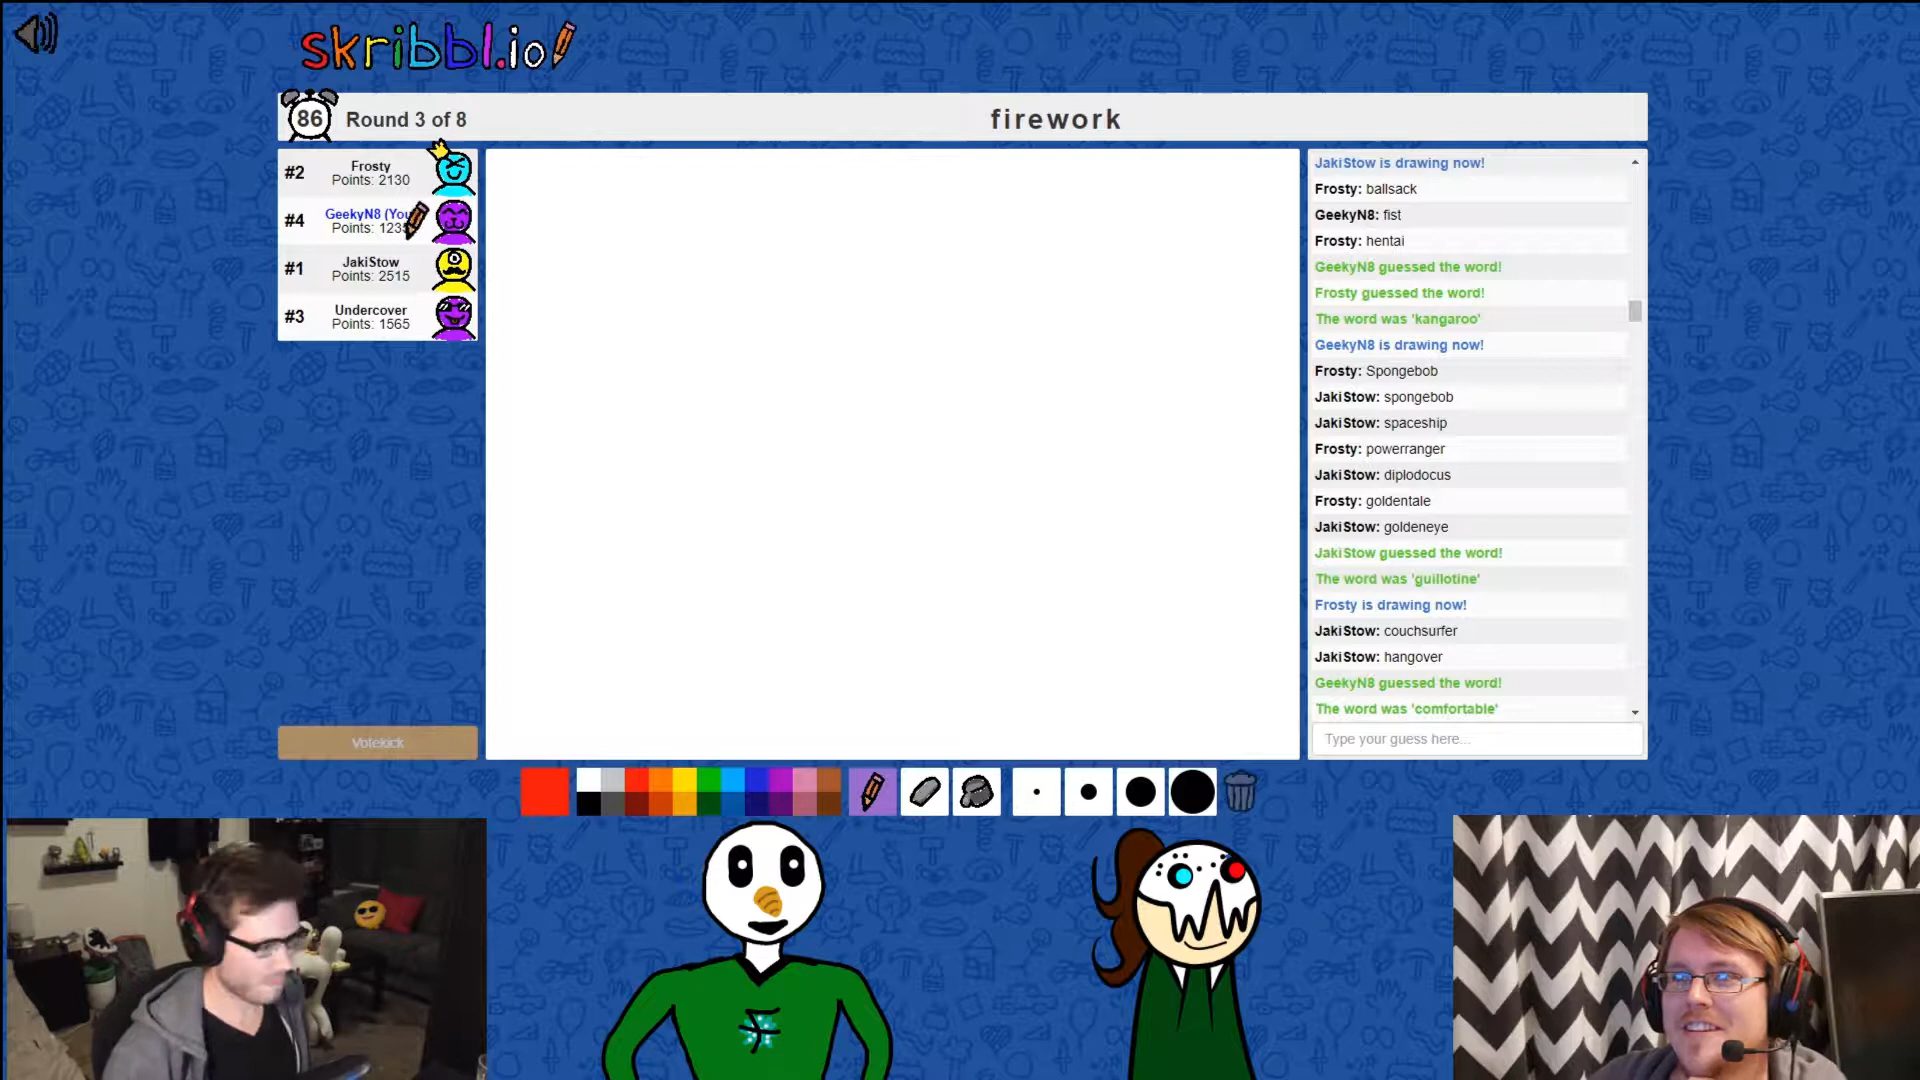 skribbl.io
86
Round 3 of 8
firework
#2
Frosty
Points: 2130
#4
GeekyN8 (You
Points: 1235
#1
JakiStow
Points: 2515
#3
Undercover
Points: 1565
Votekick
JakiStow is drawing now!
Frosty: ballsack
GeekyN8: fist
Frosty: hentai
GeekyN8 guessed the word!
Frosty guessed the word!
The word was 'kangaroo'
GeekyN8 is drawing now!
Frosty: Spongebob
JakiStow: spongebob
JakiStow: spaceship
Frosty: powerranger
JakiStow: diplodocus
Frosty: goldentale
JakiStow: goldeneye
JakiStow guessed the word!
The word was 'guillotine'
Frosty is drawing now!
JakiStow: couchsurfer
JakiStow: hangover
GeekyN8 guessed the word!
The word was 'comfortable'
Type your guess here...